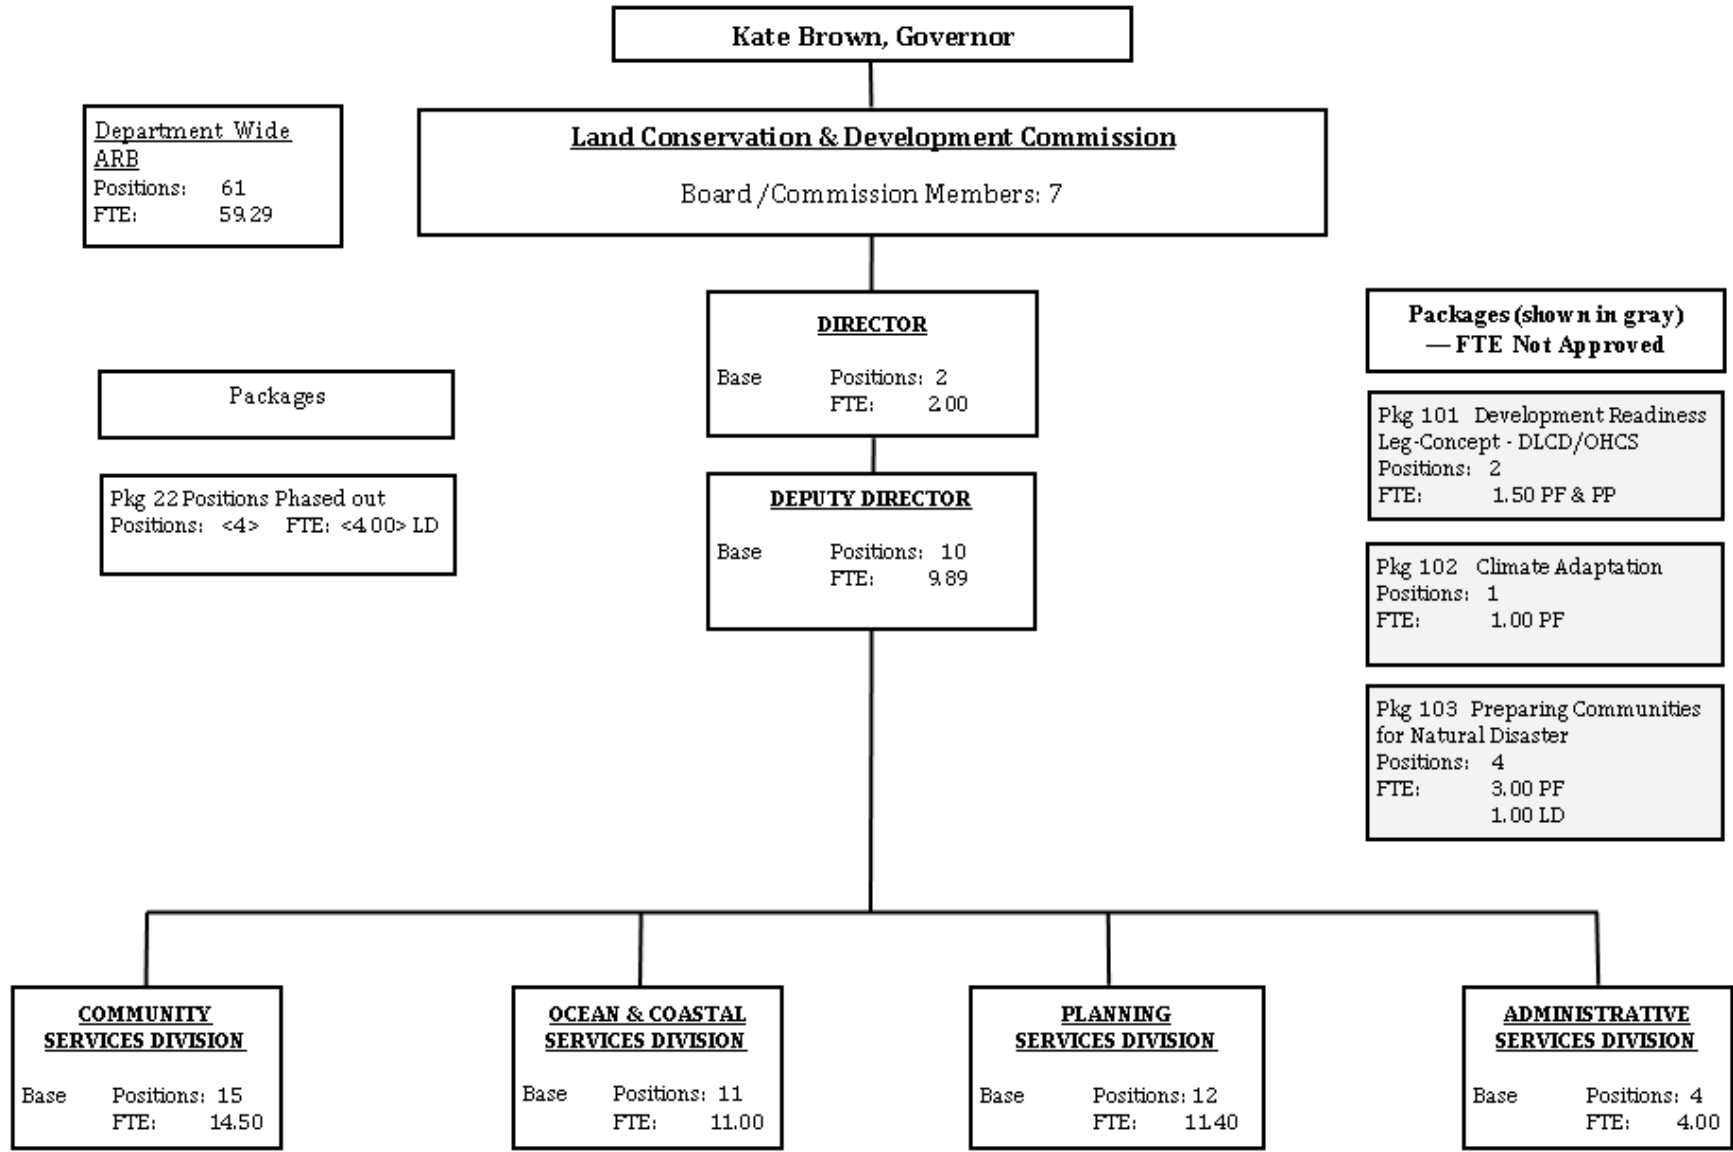 Kate Brown, Governor
Department Wide
ARB
Positions: 61
FTE: 59.29
Land Conservation & Development Commission
Board /Commission Members: 7
DIRECTOR
Base Positions: 2
FTE: 2.00
Packages (shown in gray)
— FTE Not Approved
Packages
Pkg 22 Positions Phased out
Positions: <4> FTE: <4.00> LD
DEPUTY DIRECTOR
Base Positions: 10
FTE: 9.89
Pkg 101 Development Readiness
Leg-Concept - DLCD/OHCS
Positions: 2
FTE: 1.50 PF & PP
Pkg 102 Climate Adaptation
Positions: 1
FTE: 1.00 PF
Pkg 103 Preparing Communities
for Natural Disaster
Positions: 4
FTE: 3.00 PF
1.00 LD
COMMUNITY
SERVICES DIVISION
Base Positions: 15
FTE: 14.50
OCEAN & COASTAL
SERVICES DIVISION
Base Positions: 11
FTE: 11.00
PLANNING
SERVICES DIVISION
Base Positions: 12
FTE: 11.40
ADMINISTRATIVE
SERVICES DIVISION
Base Positions: 4
FTE: 4.00